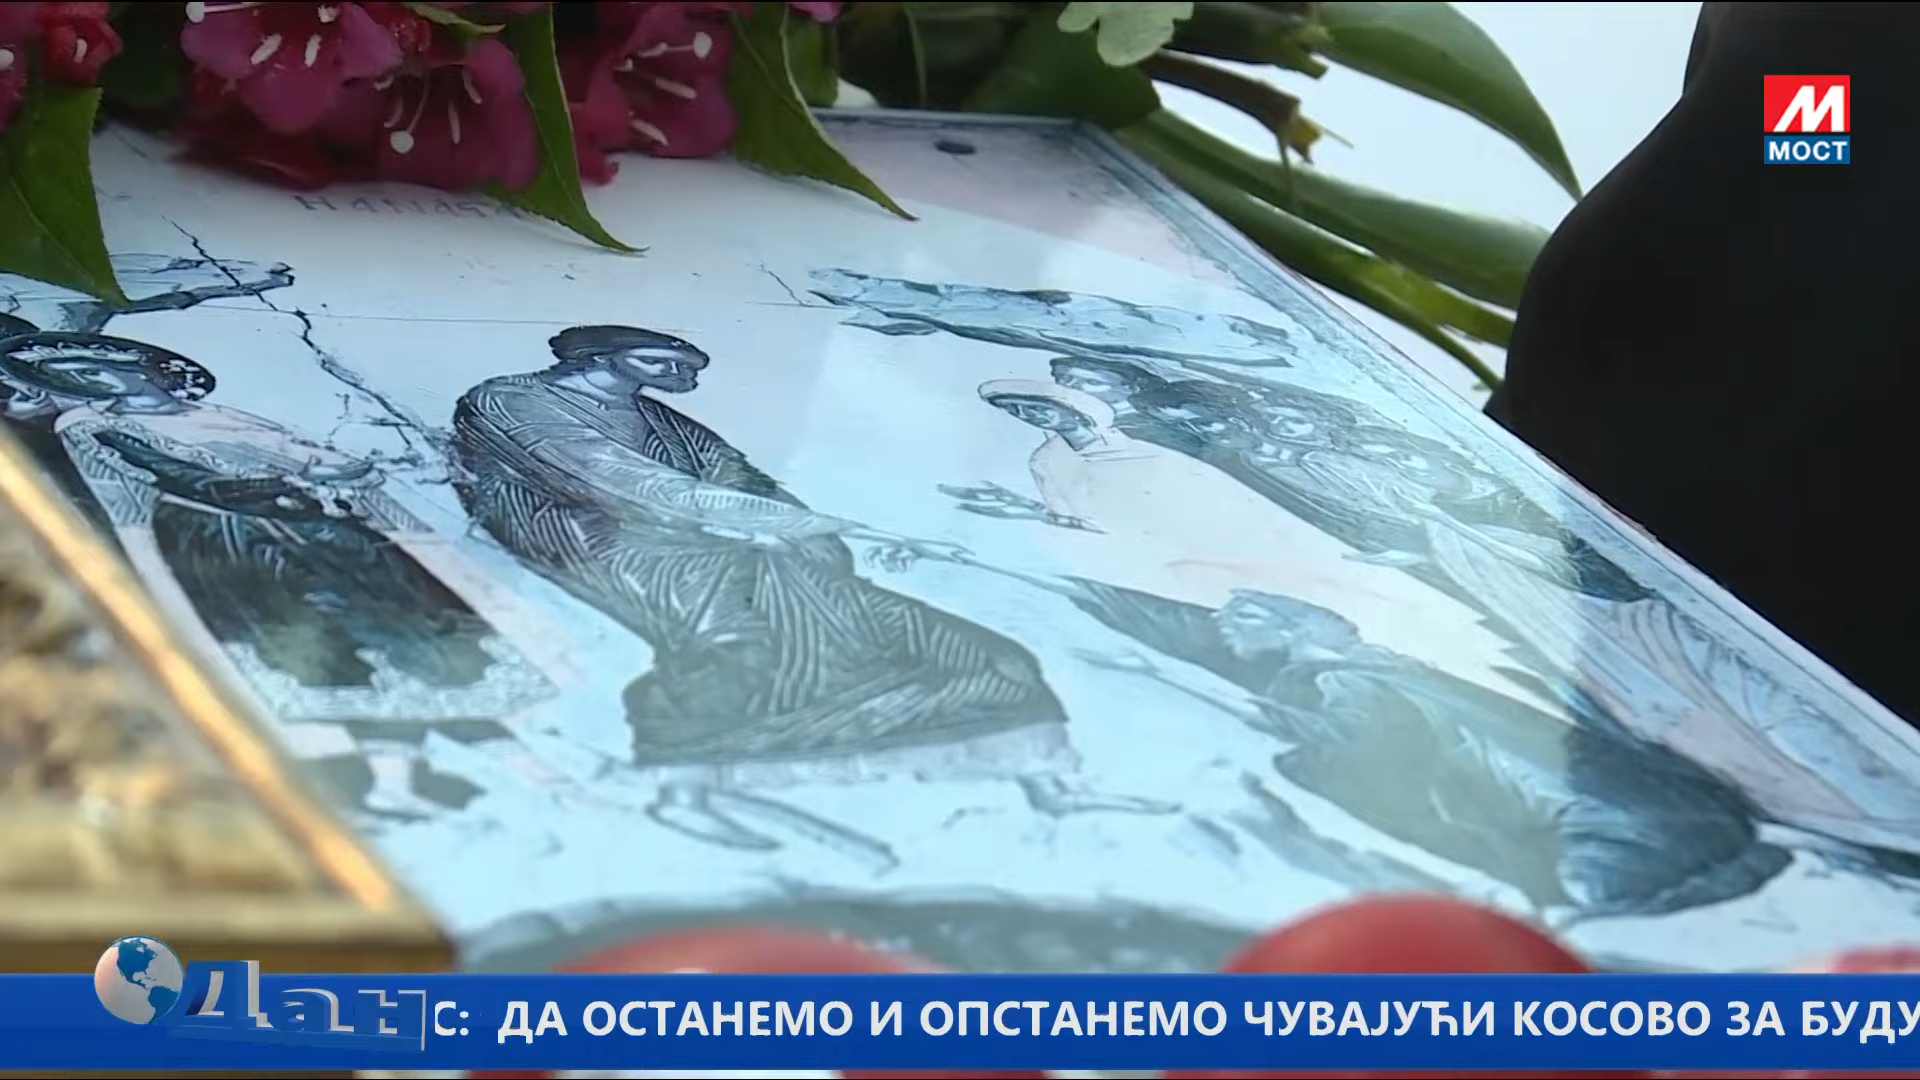 М
МОСТ
Дан
С: ДА ОСТАНЕМО И ОПСТАНЕМО ЧУВАЈУЋИ КОСОВО ЗА БУДУ